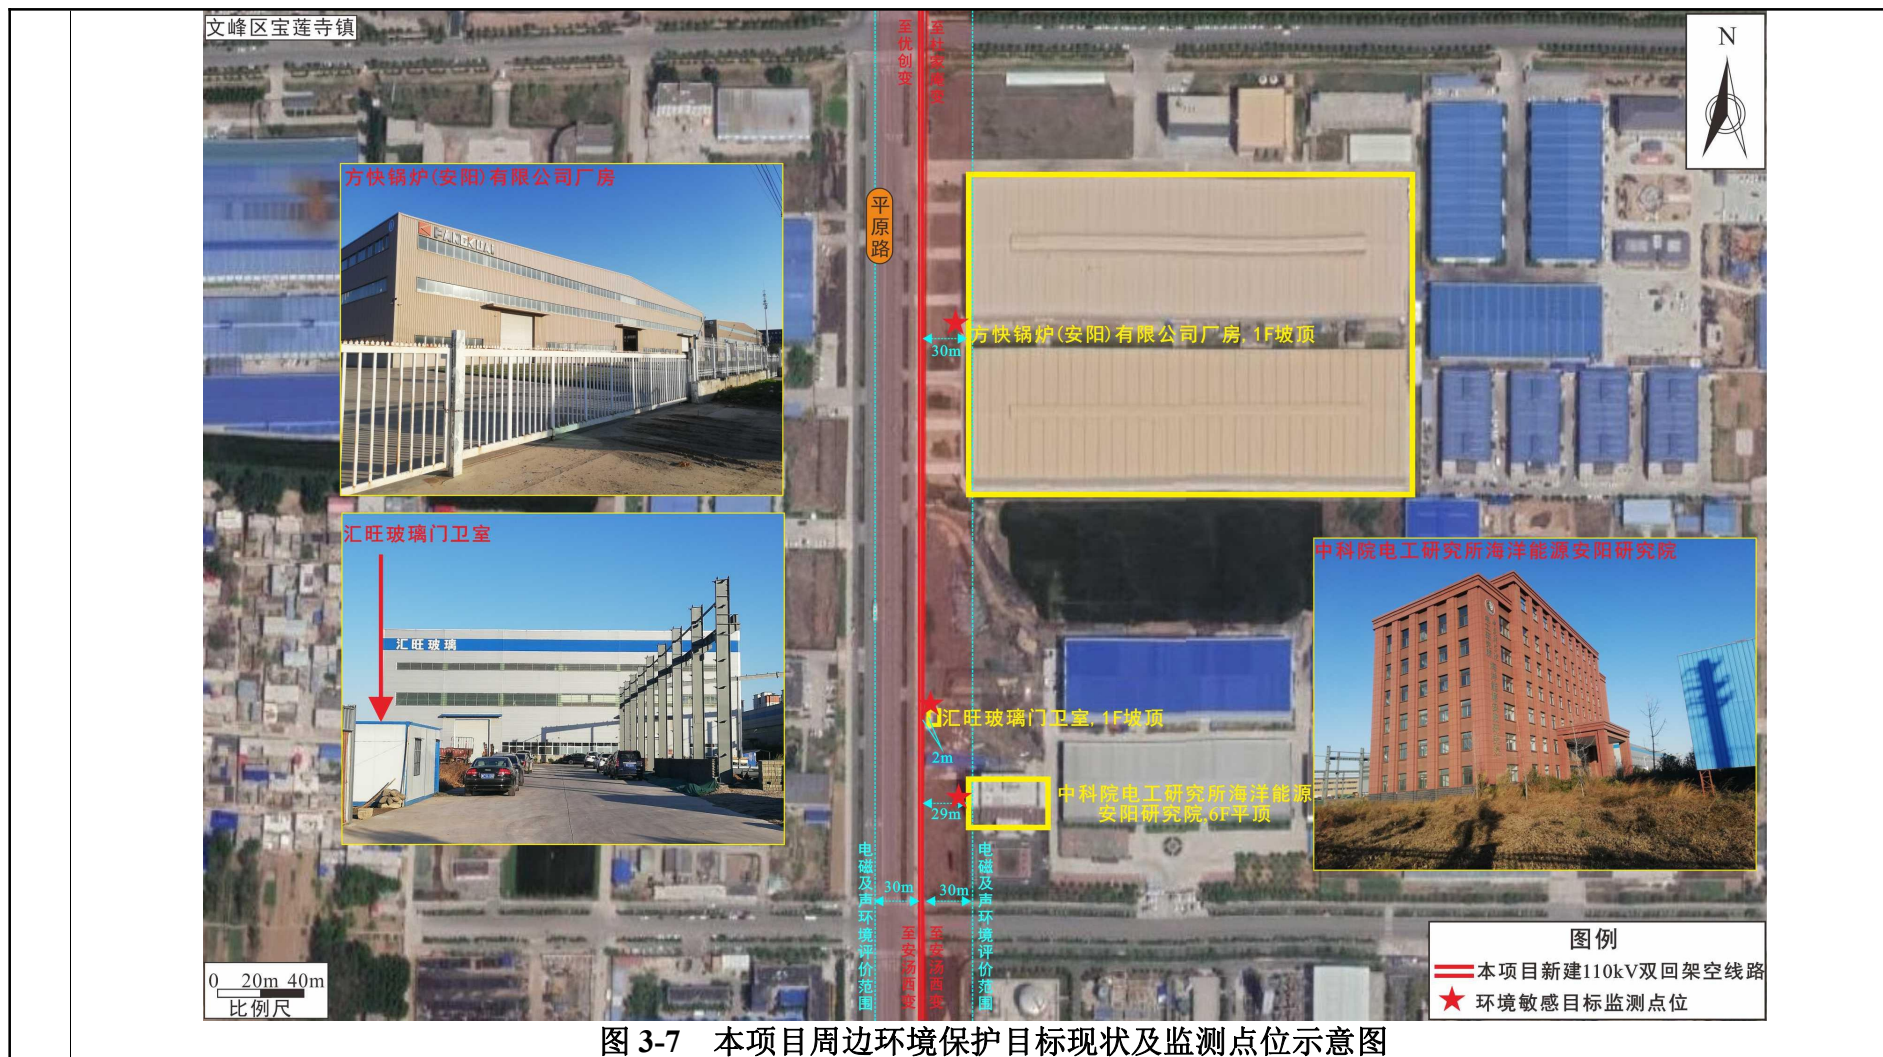 文峰区宝莲寺镇
至优创变
N
方快锅炉(安阳)有限公司厂房
FANGKUAI
平原路
方快锅炉(安阳)有限公司厂房,1F坡顶
30m
汇旺玻璃门卫室
汇旺玻璃
汇旺玻璃门卫室,1F坡顶
2m
中科院电工研究所海洋能源安阳研究院
中科院电工研究所海洋能源
安阳研究院,6F平顶
29m
电磁及声环境评价范围
30m
30m
电磁及声环境评价范围
至安汤西变
至安汤西变
0 20m 40m
比例尺
图例
本项目新建110kV双回架空线路
环境敏感目标监测点位
图 3-7 本项目周边环境保护目标现状及监测点位示意图